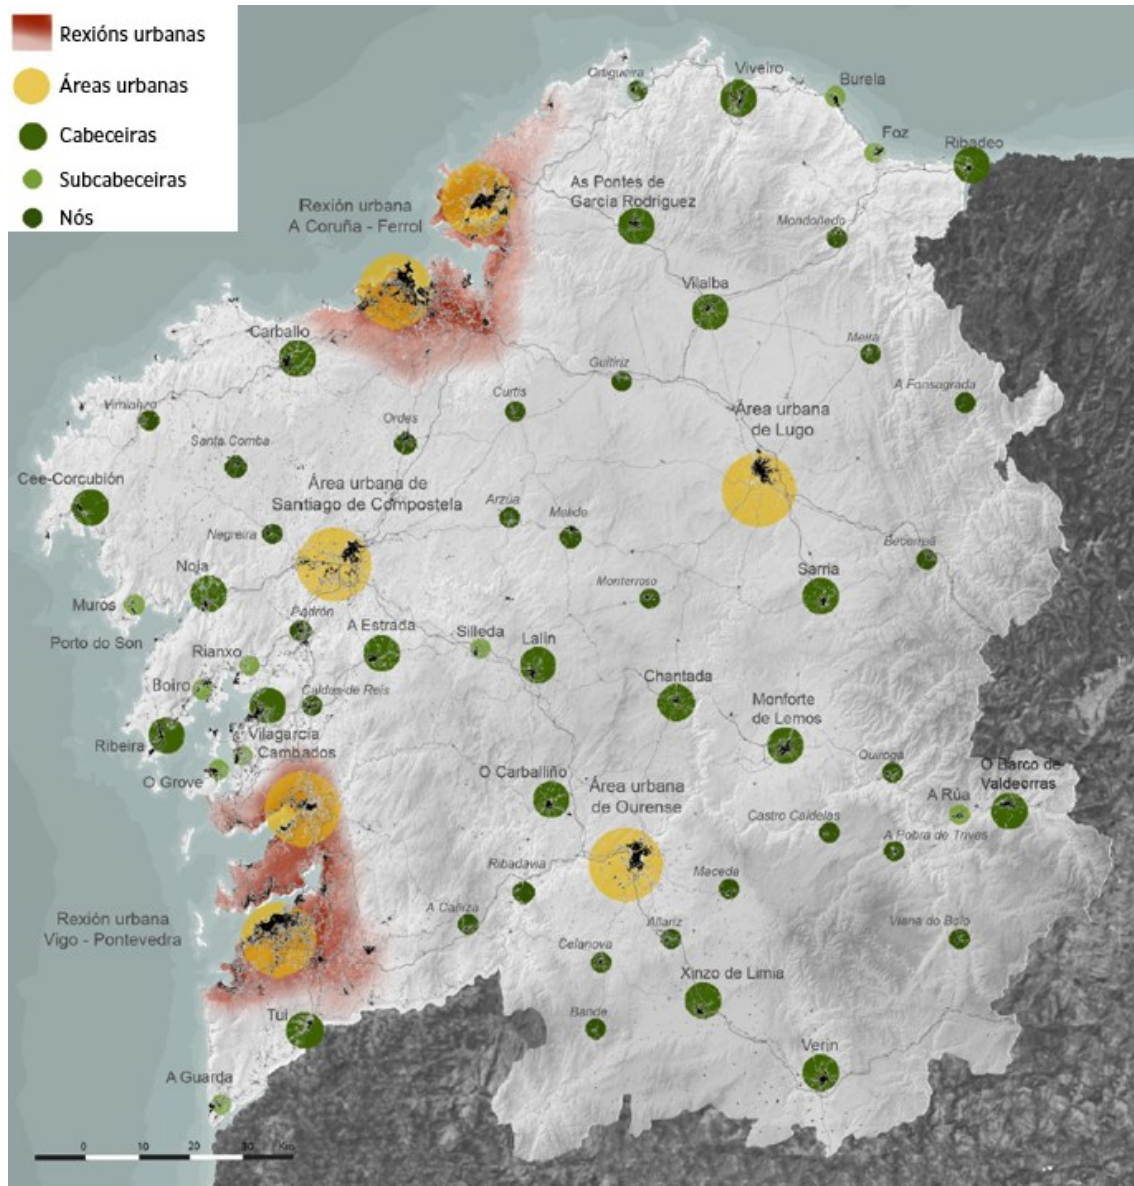 Rexións urbanas
Áreas urbanas
Cabeceiras
Subcabeceiras
Nós
Ortigueira
Viveiro
Burela
Foz
Ribadeo
As Pontes de
García Rodríguez
Rexión urbana
A Coruña - Ferrol
Mondoñedo
Vilalba
Carballo
Meira
Guitiriz
A Fonsagrada
Curtis
Vimianzo
Ordes
Área urbana
de Lugo
Santa Comba
Cee-Corcubión
Área urbana de
Santiago de Compostela
Arzúa
Melide
Negreira
Becerreá
Noia
Sarria
Monterroso
Muros
Padrón
Porto do Son
A Estrada
Silleda
Lalín
Rianxo
Chantada
Boiro
Caldas de Reis
Monforte
de Lemos
Ribeira
Vilagarcía
Cambados
Quiroga
O Barco de
Valdeorras
O Grove
O Carballiño
Área urbana
de Ourense
A Rúa
Castro Caldelas
A Pobra de Trives
Ribadavia
Maceda
Rexión urbana
Vigo - Pontevedra
A Cañiza
Allariz
Viana do Bolo
Celanova
Xinzo de Limia
Tui
Bande
Verín
A Guarda
0 10 20 30 Km